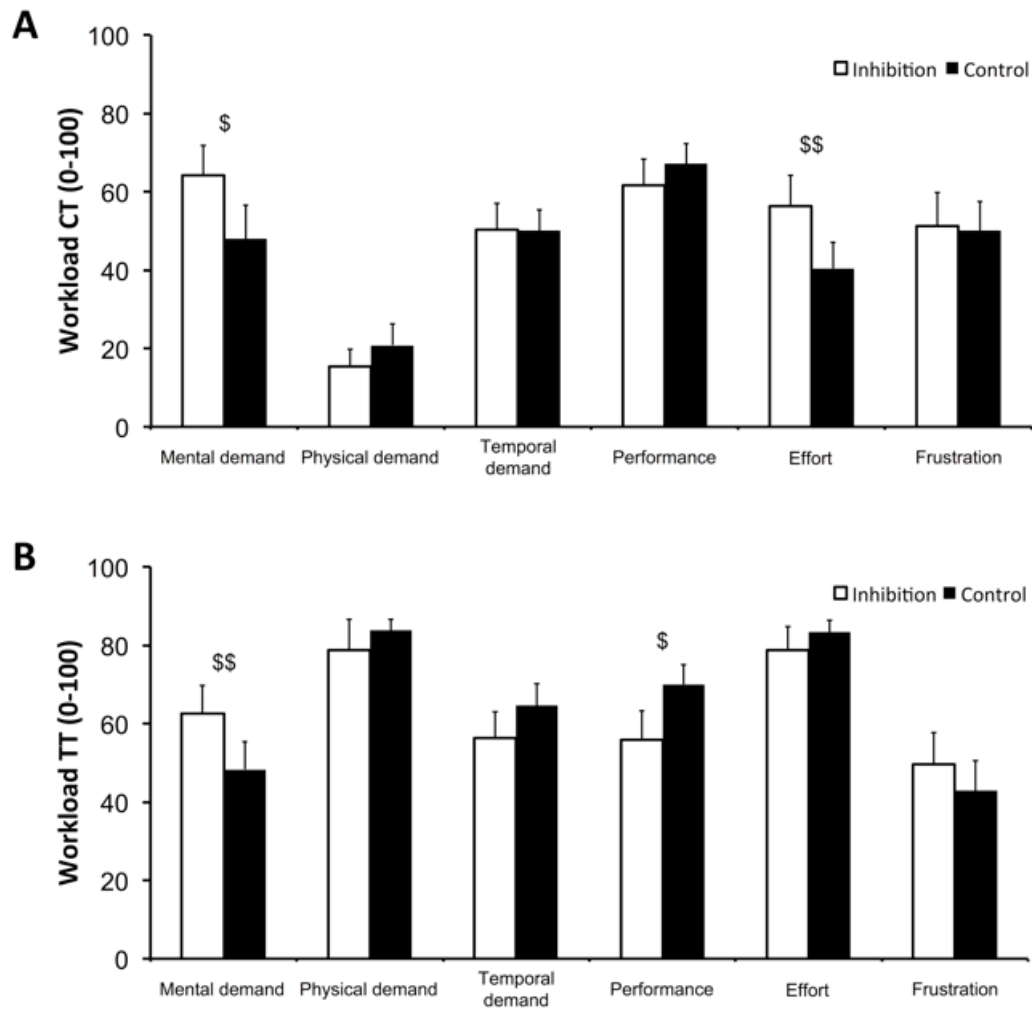 A
100
80
60
40
20
0
Workload CT (0-100)
Inhibition Control
$
$$
Mental demand Physical demand Temporal demand Performance Effort Frustration
B
100
80
60
40
20
0
Workload TT (0-100)
Inhibition Control
$$
$
Mental demand Physical demand Temporal demand Performance Effort Frustration